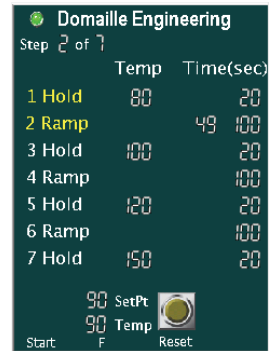 Domaille Engineering
Step 2 of 7
Temp Time(sec)
1 Hold 80 20
2 Ramp 49 100
3 Hold 100 20
4 Ramp 100
5 Hold 120 20
6 Ramp 100
7 Hold 150 20
90 SetPt
90 Temp
Start F Reset